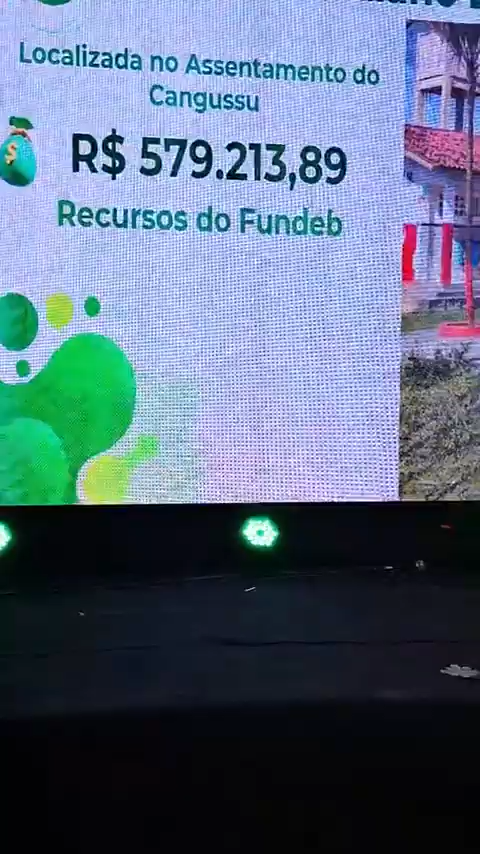 Localizada no Assentamento do
Cangussu
R$ 579.213,89
Recursos do Fundeb